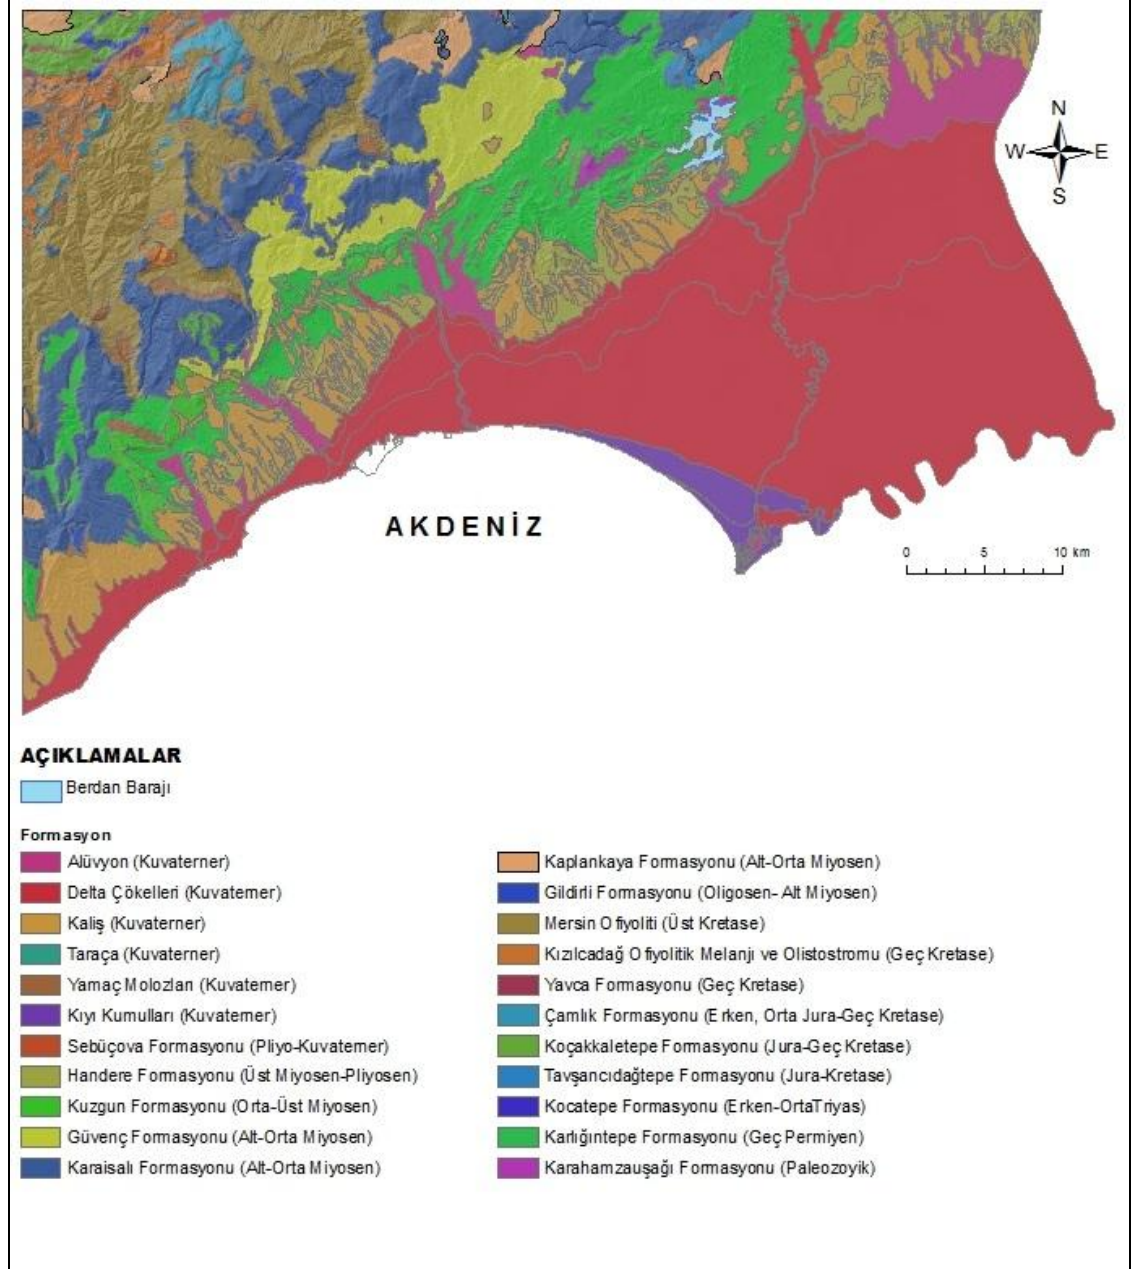 N
W E
S
AKDENİZ
0 5 10 km
AÇIKLAMALAR
Berdan Barajı
Formasyon
Alüvyon (Kuvaterner)
Delta Çökelleri (Kuvaterner)
Kaliş (Kuvaterner)
Taraça (Kuvaterner)
Yamaç Molozları (Kuvaterner)
Kıyı Kumulları (Kuvaterner)
Sebüçova Formasyonu (Pliyo-Kuvaterner)
Handere Formasyonu (Üst Miyosen-Pliyosen)
Kuzgun Formasyonu (Orta-Üst Miyosen)
Güvenç Formasyonu (Alt-Orta Miyosen)
Karaisalı Formasyonu (Alt-Orta Miyosen)
Kaplankaya Formasyonu (Alt-Orta Miyosen)
Gildirli Formasyonu (Oligosen- Alt Miyosen)
Mersin Ofiyoliti (Üst Kretase)
Kızılcadağ Ofiyolitik Melanjı ve Olistostromu (Geç Kretase)
Yavca Formasyonu (Geç Kretase)
Çamlık Formasyonu (Erken, Orta Jura-Geç Kretase)
Koçakkaletepe Formasyonu (Jura-Geç Kretase)
Tavşancıdağtepe Formasyonu (Jura-Kretase)
Kocatepe Formasyonu (Erken-OrtaTriyas)
Karlığıntepe Formasyonu (Geç Permiyen)
Karahamzauşağı Formasyonu (Paleozoyik)